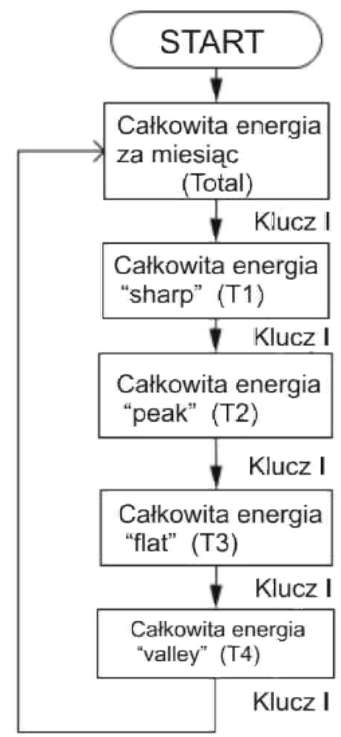 START
Całkowita energia
za miesiąc
(Total)
Klucz I
Całkowita energia
“sharp” (T1)
Klucz I
Całkowita energia
“peak” (T2)
Klucz I
Całkowita energia
“flat” (T3)
Klucz I
Całkowita energia
“valley” (T4)
Klucz I